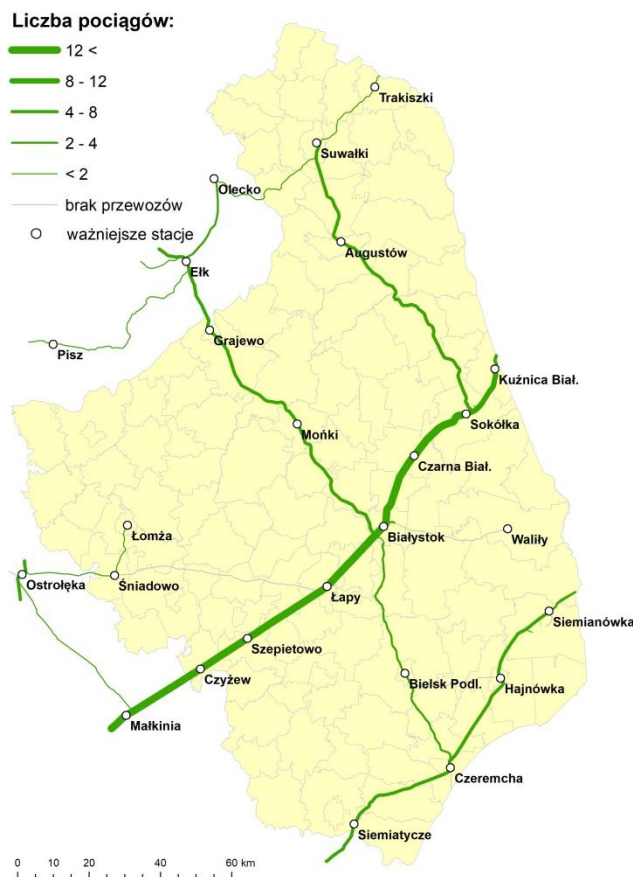 Liczba pociągów:
12 <
8 - 12
4 - 8
2 - 4
< 2
brak przewozów
ważniejsze stacje
Trakiszki
Suwałki
Olecko
Augustów
Ełk
Grajewo
Pisz
Kuźnica Biał.
Sokółka
Mońki
Czarna Biał.
Łomża
Białystok
Waliły
Ostrołęka
Śniadowo
Łapy
Siemianówka
Szepietowo
Czyżew
Bielsk Podl.
Hajnówka
Małkinia
Czeremcha
Siemiatycze
0 10 20 40 60 km